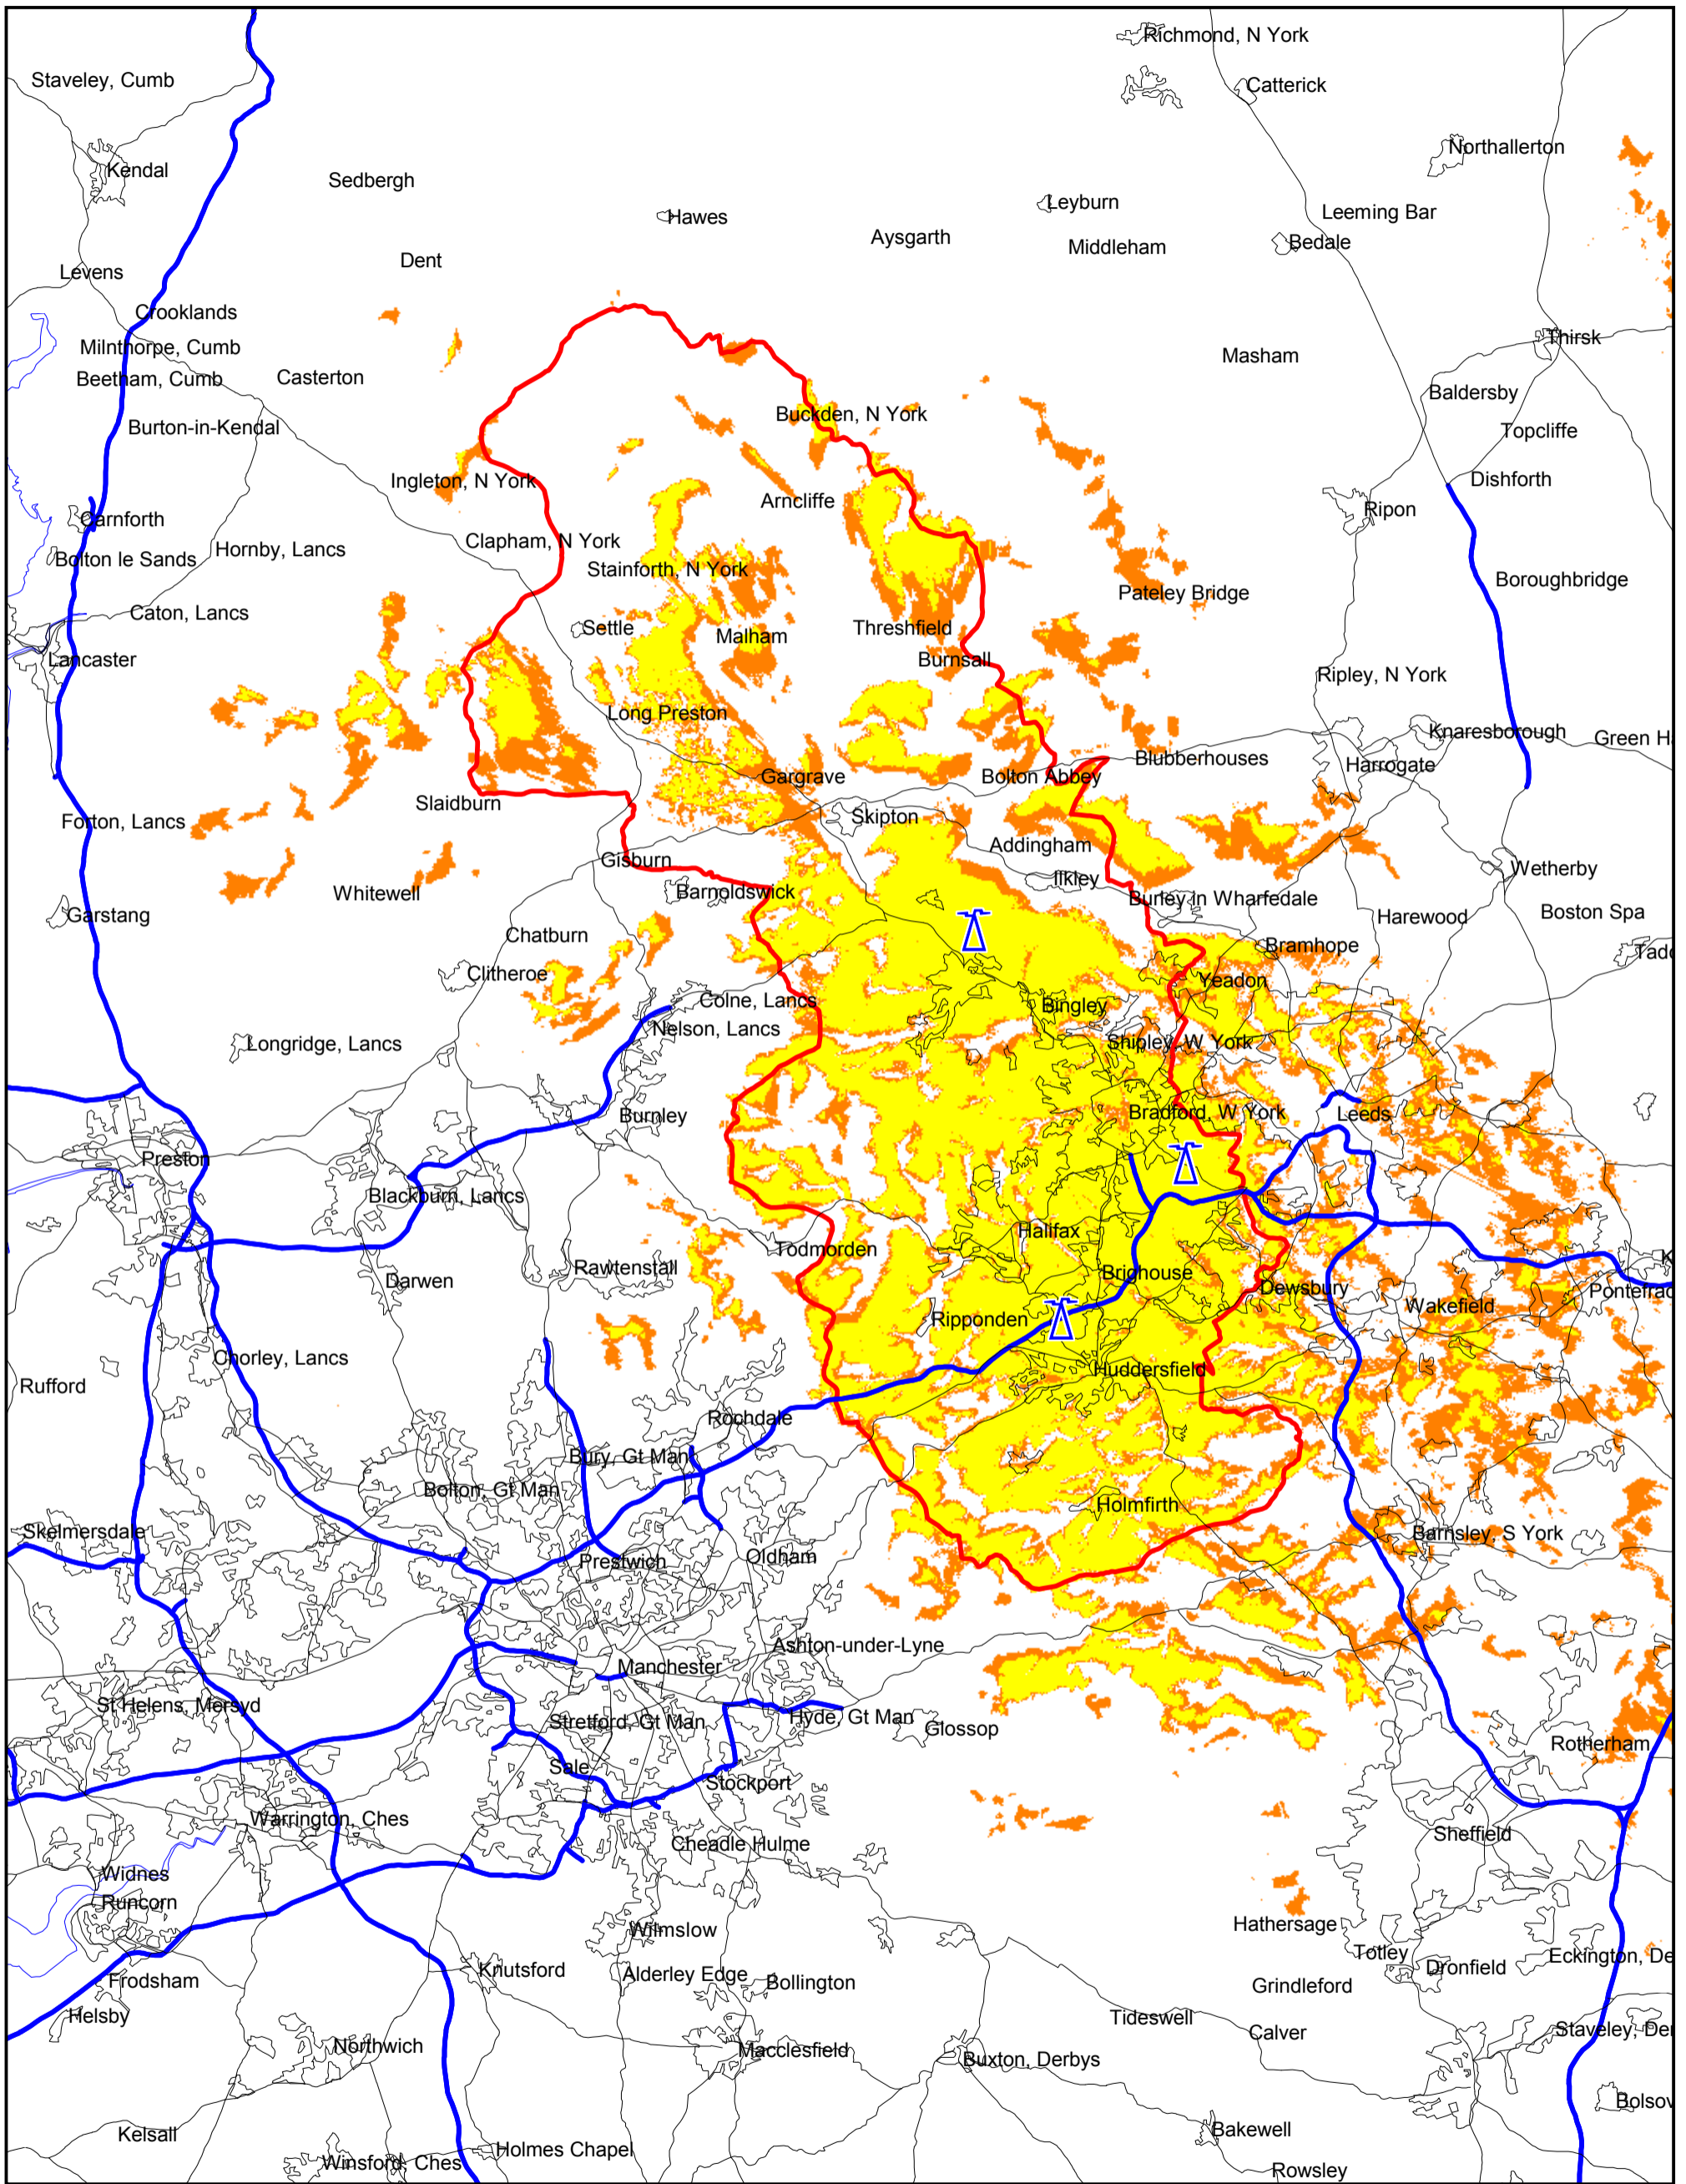 Richmond, N York
Staveley, Cumb
Catterick
Northallerton
Kendal
Sedbergh
Leyburn
Hawes
Leeming Bar
Aysgarth
Middleham
Bedale
Dent
Levens
Crooklands
Thirsk
Milnthorpe, Cumb
Masham
Beetham, Cumb
Casterton
Baldersby
Buckden, N York
Burton-in-Kendal
Topcliffe
Ingleton, N York
Dishforth
Arncliffe
Ripon
Carnforth
Clapham, N York
Hornby, Lancs
Bolton le Sands
Stainforth, N York
Boroughbridge
Pateley Bridge
Caton, Lancs
Settle
Malham
Threshfield
Lancaster
Burnsall
Ripley, N York
Long Preston
Knaresborough
Green H
Blubberhouses
Harrogate
Gargrave
Bolton Abbey
Slaidburn
Skipton
Forton, Lancs
Addingham
Gisburn
Wetherby
Ilkley
Whitewell
Barnoldswick
Burley in Wharfedale
Boston Spa
Garstang
Harewood
Chatburn
Bramhope
Tadc
Clitheroe
Yeadon
Colne, Lancs
Bingley
Nelson, Lancs
Longridge, Lancs
Shipley, W York
Burnley
Bradford, W York
Leeds
Preston
Blackburn, Lancs
Halifax
Todmorden
K
Rawtenstall
Brighouse
Darwen
Dewsbury
Pontefrac
Wakefield
Ripponden
Chorley, Lancs
Huddersfield
Rufford
Rochdale
Bury, Gt Man
Bolton, Gt Man
Holmfirth
Skelmersdale
Barnsley, S York
Oldham
Prestwich
Ashton-under-Lyne
Manchester
St Helens, Mersyd
Hyde, Gt Man
Stretford, Gt Man
Glossop
Rotherham
Sale
Stockport
Warrington, Ches
Sheffield
Cheadle Hulme
Widnes
Runcorn
Hathersage
Wilmslow
Totley
Eckington, De
Dronfield
Knutsford
Alderley Edge
Frodsham
Bollington
Grindleford
Helsby
Tideswell
Calver
Staveley, Der
Northwich
Macclesfield
Buxton, Derbys
Bolsov
Bakewell
Kelsall
Holmes Chapel
Winsford, Ches
Rowsley